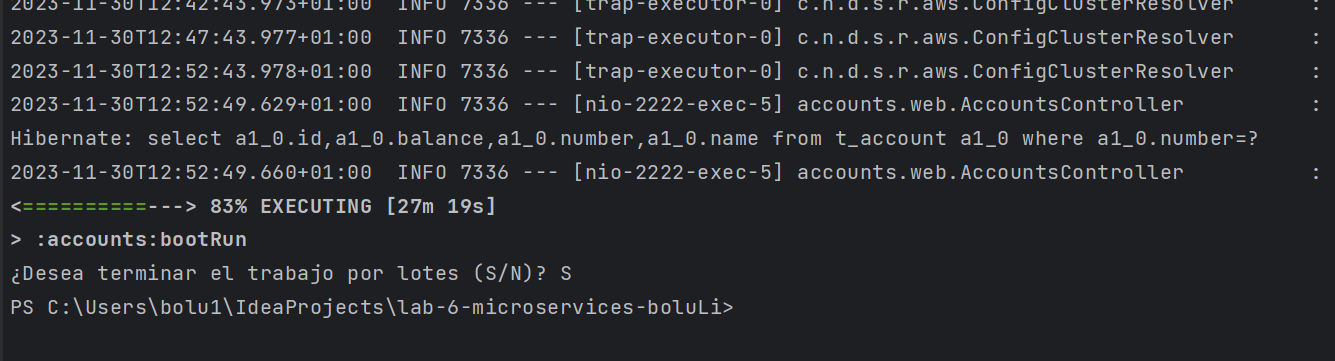 2023-11-30T12:42:43.973+01:00  INFO 7336 --- [trap-executor-0] c.n.d.s.r.aws.ConfigClusterResolver      :
2023-11-30T12:47:43.977+01:00  INFO 7336 --- [trap-executor-0] c.n.d.s.r.aws.ConfigClusterResolver      :
2023-11-30T12:52:43.978+01:00  INFO 7336 --- [trap-executor-0] c.n.d.s.r.aws.ConfigClusterResolver      :
2023-11-30T12:52:49.629+01:00  INFO 7336 --- [nio-2222-exec-5] accounts.web.AccountsController          :
Hibernate: select a1_0.id,a1_0.balance,a1_0.number,a1_0.name from t_account a1_0 where a1_0.number=?
2023-11-30T12:52:49.660+01:00  INFO 7336 --- [nio-2222-exec-5] accounts.web.AccountsController          :
<==========---> 83% EXECUTING [27m 19s]
> :accounts:bootRun
¿Desea terminar el trabajo por lotes (S/N)? S
PS C:\Users\bolu1\IdeaProjects\lab-6-microservices-boluLi>